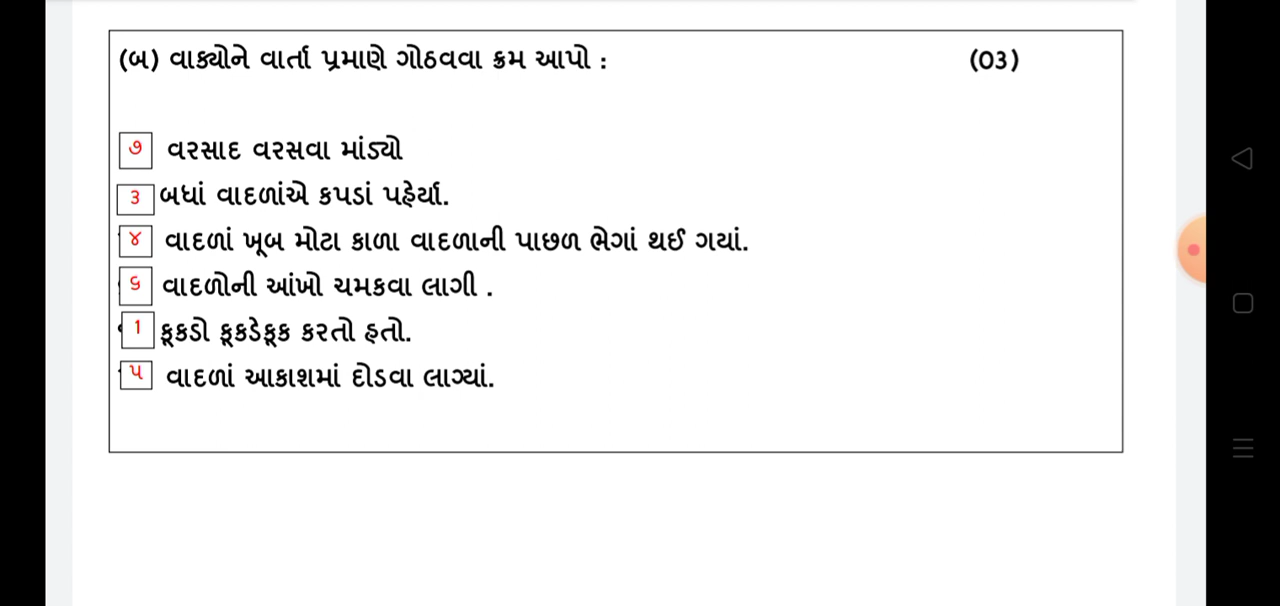 (બ) વાક્યોને વાર્તા પ્રમાણે ગોઠવવા ક્રમ આપો : (03)
૭ વરસાદ વરસવા માંડ્યો
૩ બધાં વાદળાંએ કપડાં પહેર્યા.
૪ વાદળાં ખૂબ મોટા કાળા વાદળાની પાછળ ભેગાં થઈ ગયાં.
૬ વાદળોની આંખો ચમકવા લાગી .
1 કૂકડો કૂકડેકૂક કરતો હતો.
૫ વાદળાં આકાશમાં દોડવા લાગ્યાં.